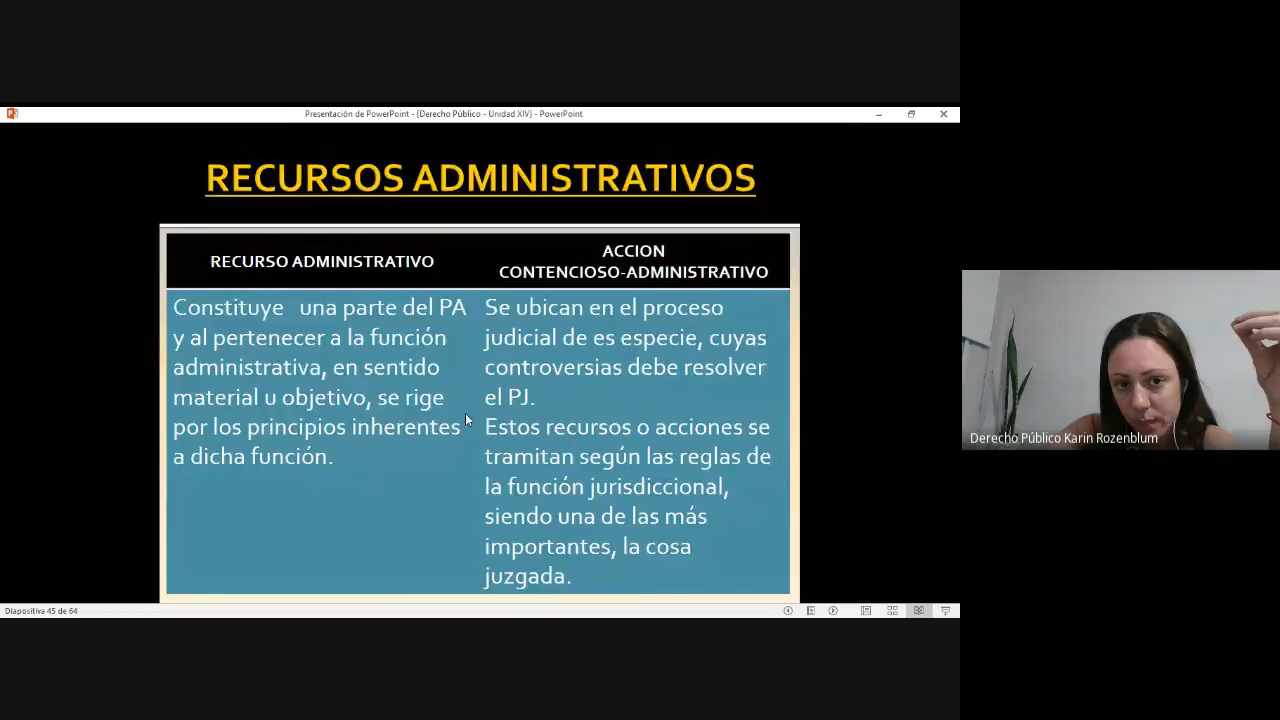 Presentación de PowerPoint - [Derecho Público - Unidad XIV] - PowerPoint
RECURSOS ADMINISTRATIVOS
RECURSO ADMINISTRATIVO
ACCION
CONTENCIOSO-ADMINISTRATIVO
Constituye una parte del PA
y al pertenecer a la función
administrativa, en sentido
material u objetivo, se rige
por los principios inherentes
a dicha función.
Se ubican en el proceso
judicial de es especie, cuyas
controversias debe resolver
el PJ.
Estos recursos o acciones se
tramitan según las reglas de
la función jurisdiccional,
siendo una de las más
importantes, la cosa
juzgada.
Derecho Público Karin Rozenblum
Diapositiva 45 de 64